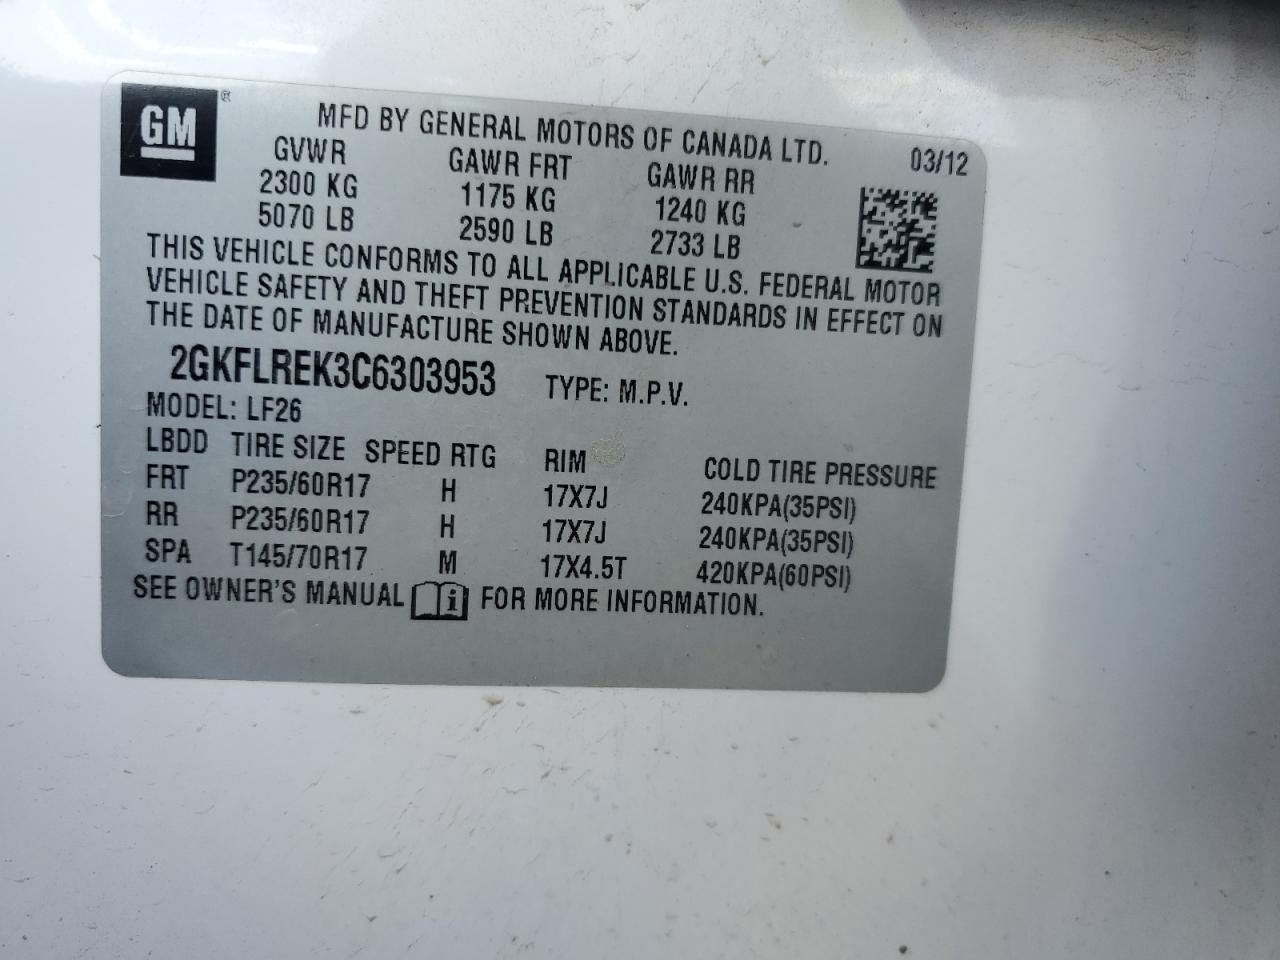 GM ®
MFD BY GENERAL MOTORS OF CANADA LTD. 03/12
GVWR GAWR FRT GAWR RR
2300 KG 1175 KG 1240 KG
5070 LB 2590 LB 2733 LB
THIS VEHICLE CONFORMS TO ALL APPLICABLE U.S. FEDERAL MOTOR
VEHICLE SAFETY AND THEFT PREVENTION STANDARDS IN EFFECT ON
THE DATE OF MANUFACTURE SHOWN ABOVE.
2GKFLREK3C6303953 TYPE: M.P.V.
MODEL: LF26
LBDD TIRE SIZE SPEED RTG RIM COLD TIRE PRESSURE
FRT P235/60R17 H 17X7J 240KPA(35PSI)
RR P235/60R17 H 17X7J 240KPA(35PSI)
SPA T145/70R17 M 17X4.5T 420KPA(60PSI)
SEE OWNER'S MANUAL i FOR MORE INFORMATION.